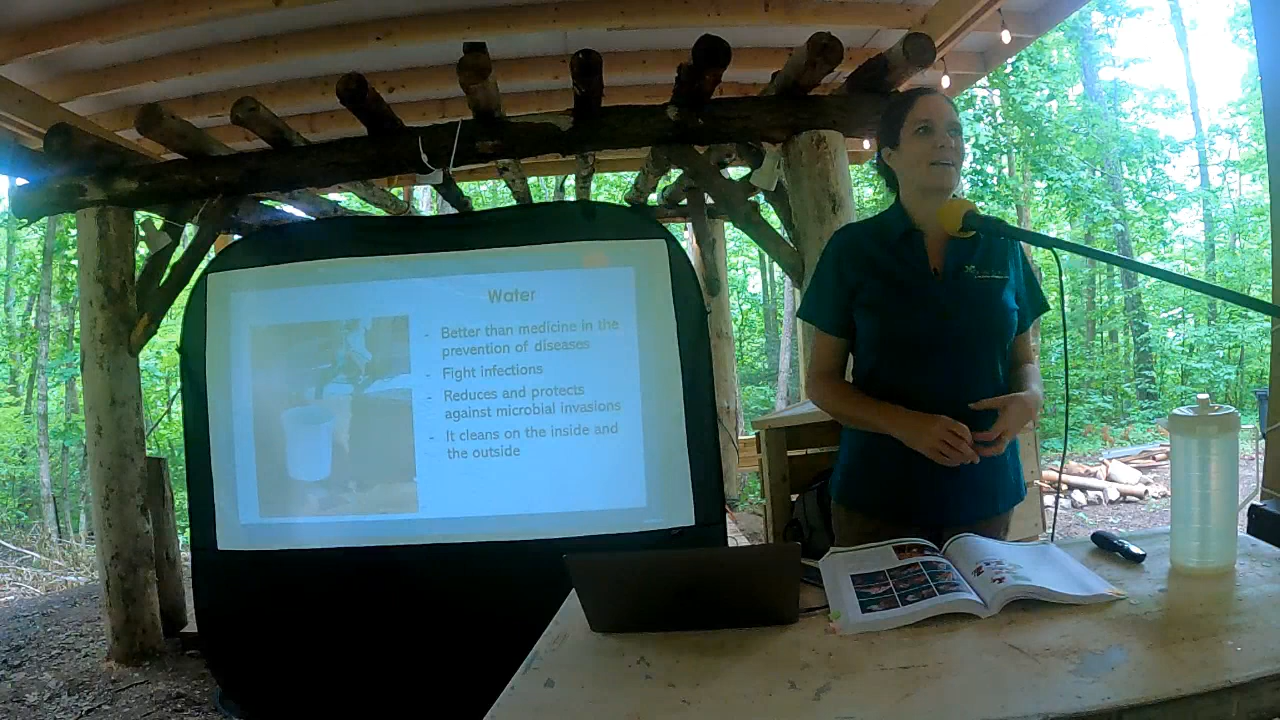 Water
- Better than medicine in the
prevention of diseases
- Fight infections
- Reduces and protects
against microbial invasions
- It cleans on the inside and
the outside